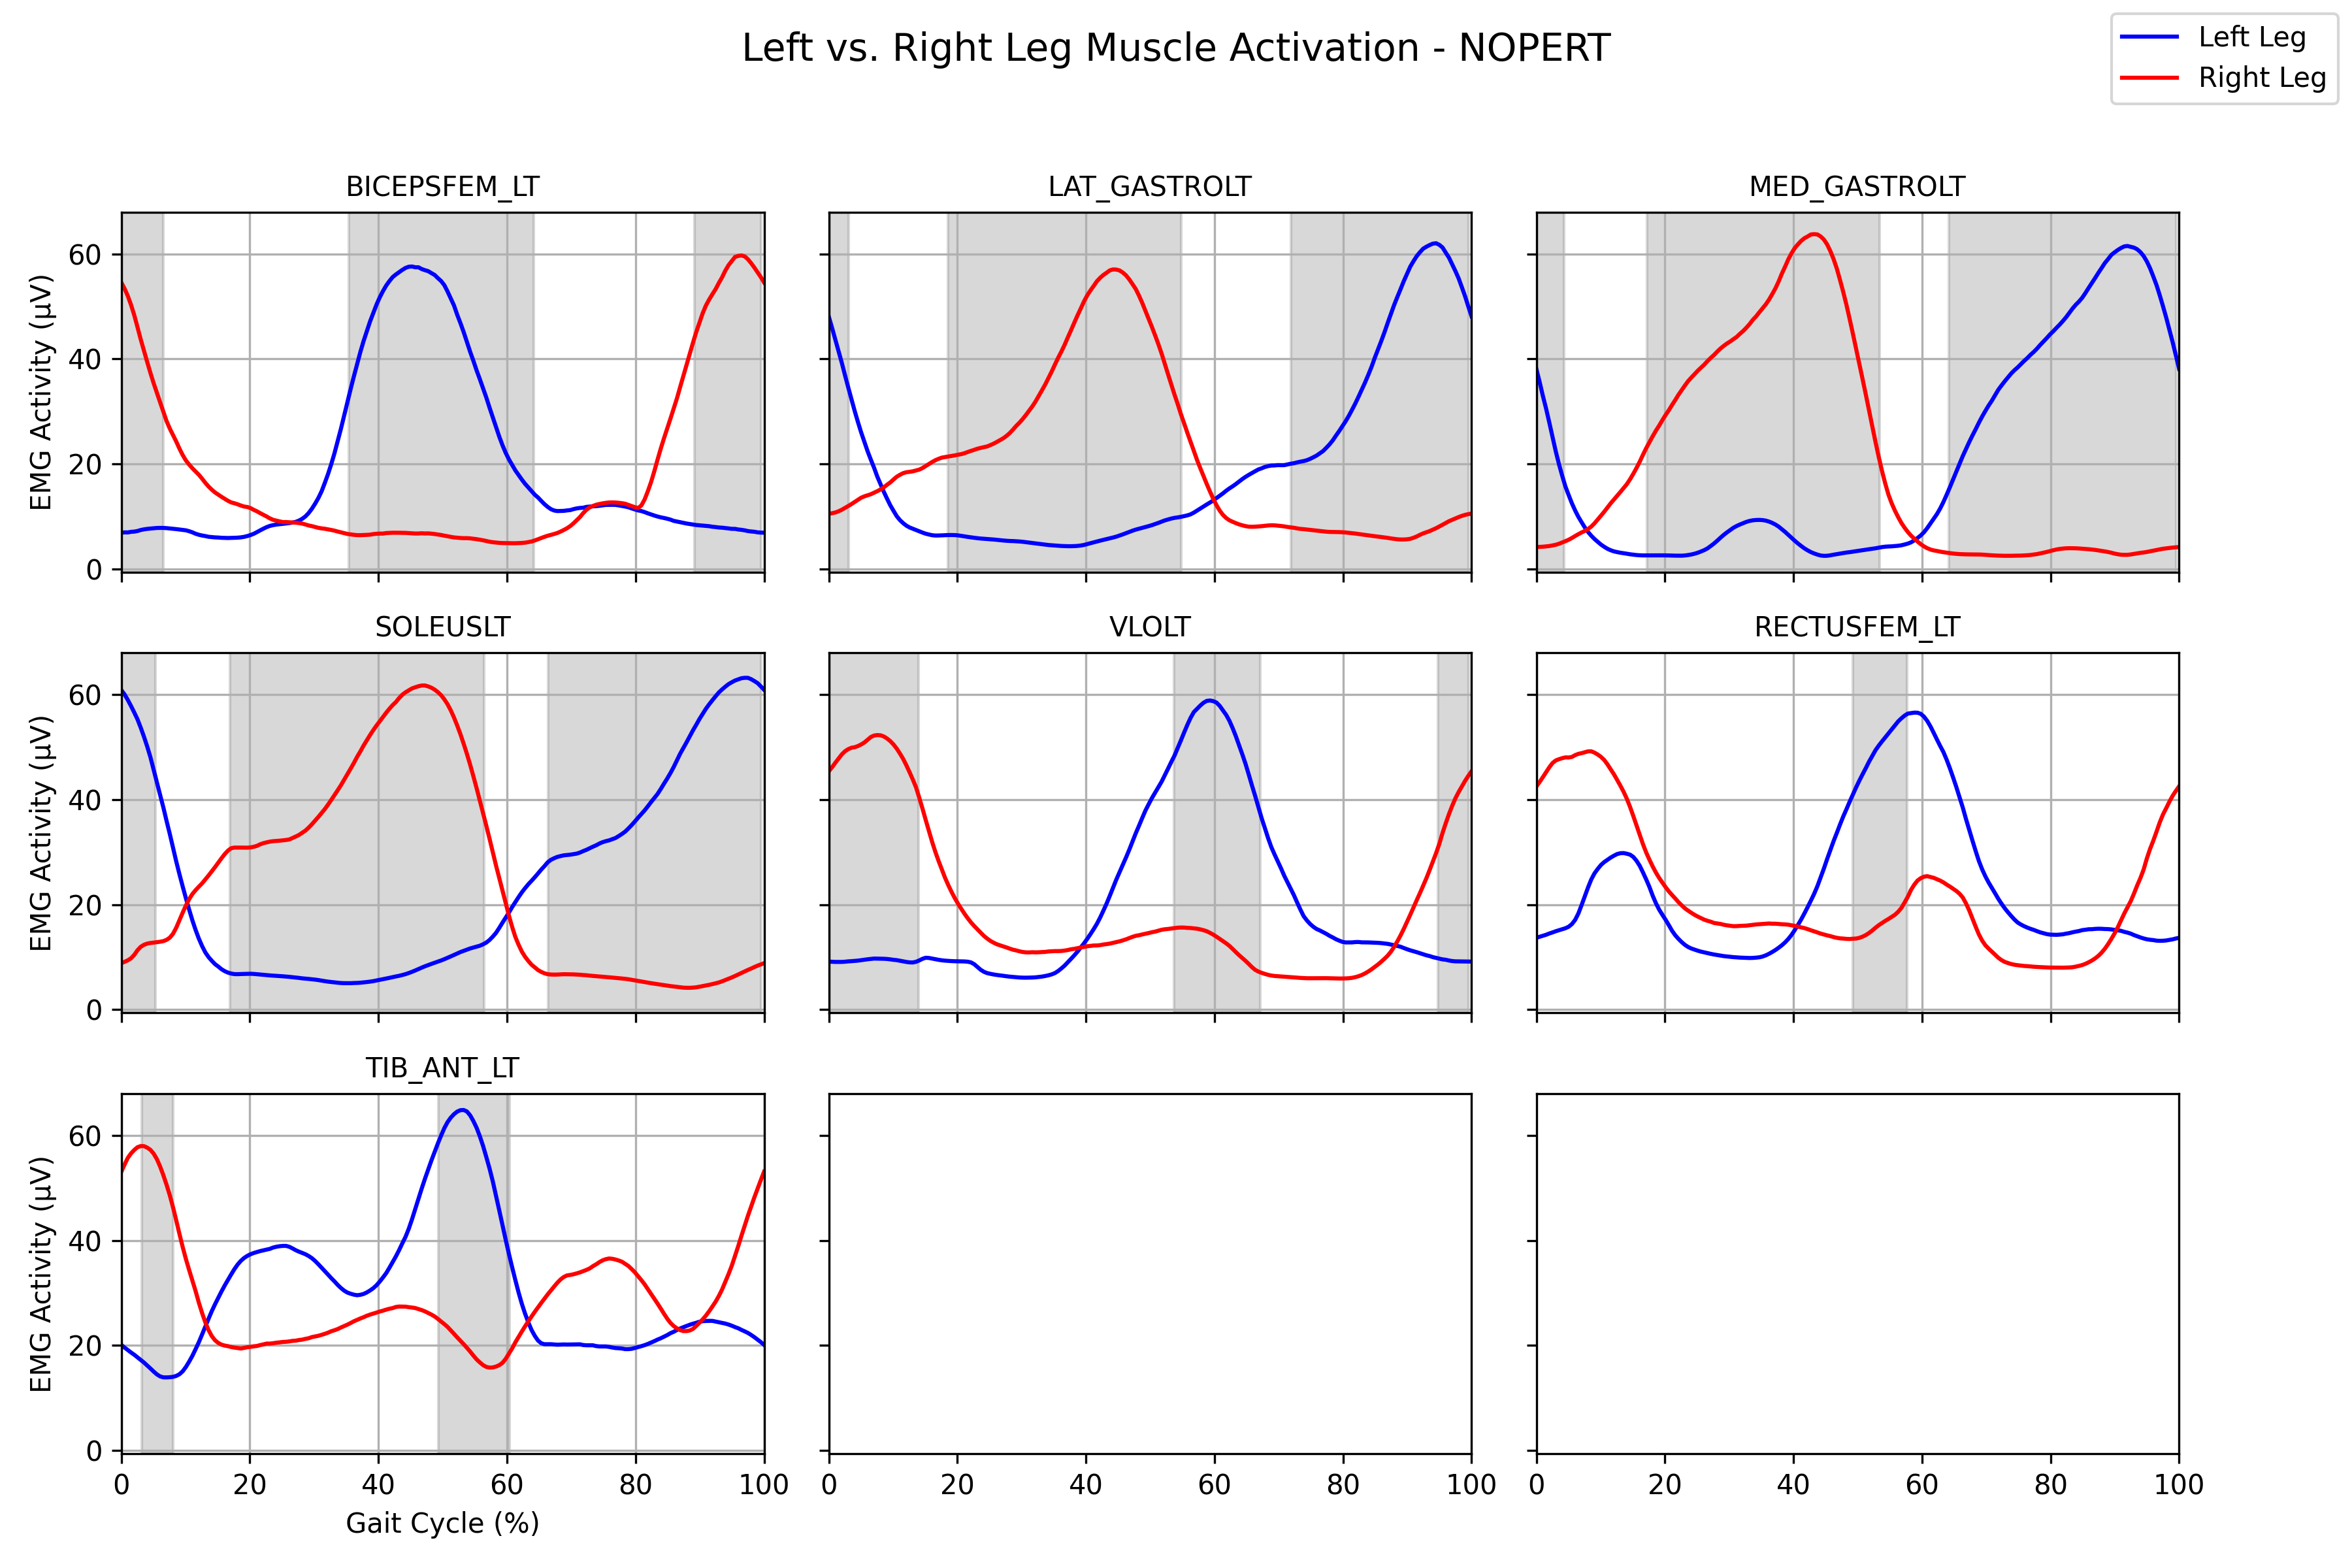 Left vs. Right Leg Muscle Activation - NOPERT
Left Leg
Right Leg
BICEPSFEM_LT
LAT_GASTROLT
MED_GASTROLT
EMG Activity (µV)
60
40
20
0
SOLEUSLT
VLOLT
RECTUSFEM_LT
EMG Activity (µV)
60
40
20
0
TIB_ANT_LT
EMG Activity (µV)
60
40
20
0
0 20 40 60 80 100
0 20 40 60 80 100
0 20 40 60 80 100
Gait Cycle (%)